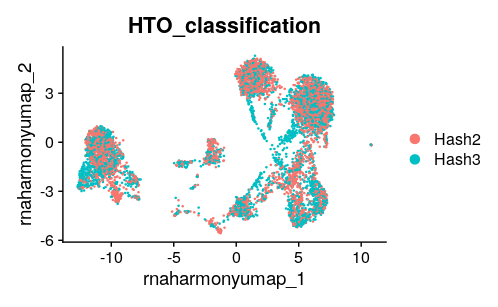 HTO_classification
rnaharmonyumap_2
3
0
-3
-6
-10
-5
0
5
10
rnaharmonyumap_1
Hash2
Hash3